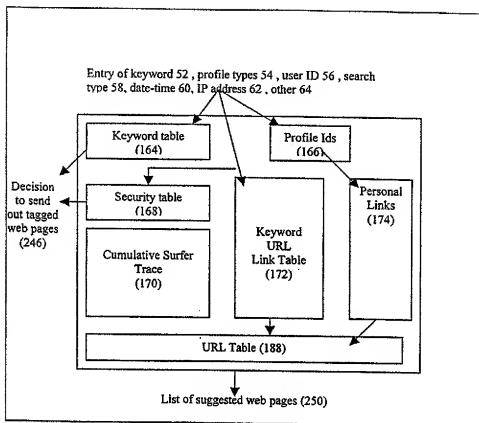 Entry of keyword 52 , profile types 54 , user ID 56 , search
type 58, date-time 60, IP address 62 , other 64
Keyword table
(164)
Profile Ids
(166)
Decision
to send
out tagged
web pages
(246)
Security table
(168)
Keyword
URL
Link Table
(172)
Personal
Links
(174)
Cumulative Surfer
Trace
(170)
URL Table (188)
List of suggested web pages (250)